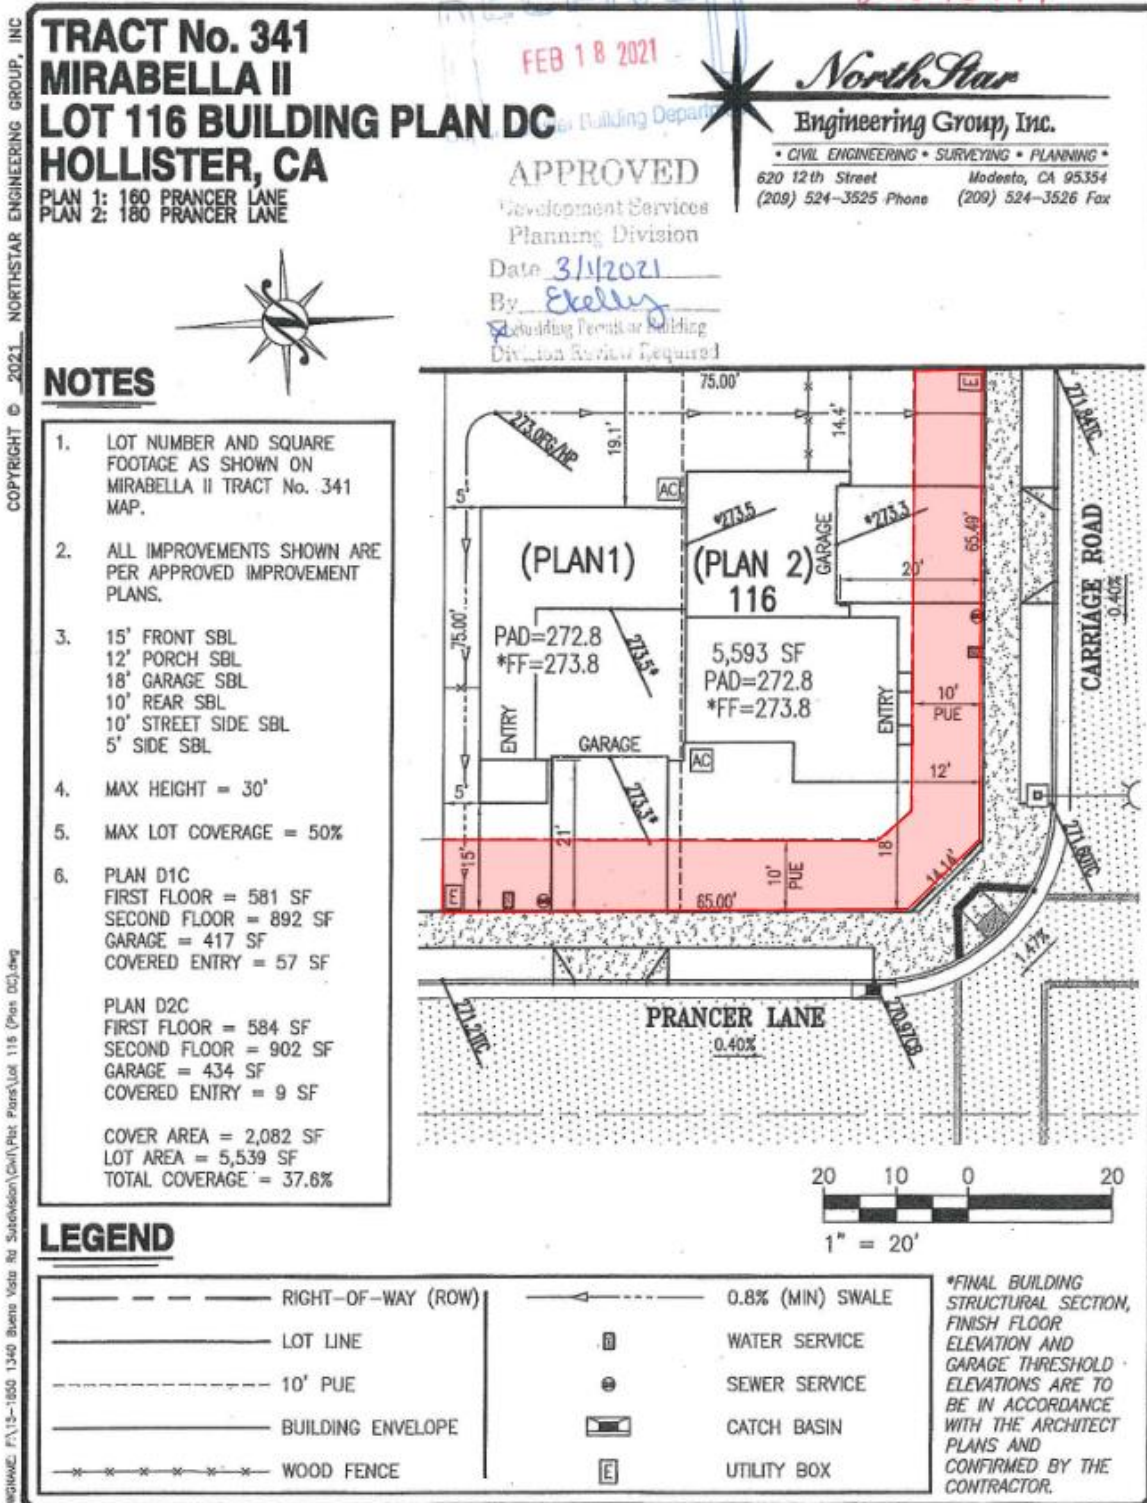 TRACT No. 341
MIRABELLA II
LOT 116 BUILDING PLAN DC
HOLLISTER, CA
PLAN 1: 160 PRANCER LANE
PLAN 2: 180 PRANCER LANE
FEB 18 2021
Building
APPROVED
Development Services
Planning Division
Date 3/1/2021
By Ekelly
Building
Division Review Required
NorthStar
Engineering Group, Inc.
• CIVIL ENGINEERING • SURVEYING • PLANNING •
620 12th Street Modesto, CA 95354
(209) 524-3525 Phone (209) 524-3526 Fax
COPYRIGHT © 2021 NORTHSTAR ENGINEERING GROUP, INC
NOTES
1. LOT NUMBER AND SQUARE
FOOTAGE AS SHOWN ON
MIRABELLA II TRACT No. 341
MAP.
2. ALL IMPROVEMENTS SHOWN ARE
PER APPROVED IMPROVEMENT
PLANS.
3. 15' FRONT SBL
12' PORCH SBL
18' GARAGE SBL
10' REAR SBL
10' STREET SIDE SBL
5' SIDE SBL
4. MAX HEIGHT = 30'
5. MAX LOT COVERAGE = 50%
6. PLAN D1C
FIRST FLOOR = 581 SF
SECOND FLOOR = 892 SF
GARAGE = 417 SF
COVERED ENTRY = 57 SF
PLAN D2C
FIRST FLOOR = 584 SF
SECOND FLOOR = 902 SF
GARAGE = 434 SF
COVERED ENTRY = 9 SF
COVER AREA = 2,082 SF
LOT AREA = 5,539 SF
TOTAL COVERAGE = 37.6%
75.00'
E
271.84TC
273.0FG/HP
19.1'
14.4'
5'
AC
*273.5
*273.3
GARAGE
65.49'
(PLAN1)
(PLAN 2)
116
20'
CARRIAGE ROAD
0.40%
75.00'
PAD=272.8
*FF=273.8
273.5*
5,593 SF
PAD=272.8
*FF=273.8
ENTRY
GARAGE
ENTRY
10'
PUE
AC
12'
5'
273.3*
21'
15'
10'
PUE
18'
14.14'
271.60TC
E
65.00'
1.47%
271.21TC
PRANCER LANE
0.40%
270.97CB
20 10 0 20
1" = 20'
LEGEND
RIGHT-OF-WAY (ROW)
LOT LINE
10' PUE
BUILDING ENVELOPE
WOOD FENCE
0.8% (MIN) SWALE
WATER SERVICE
SEWER SERVICE
CATCH BASIN
E UTILITY BOX
*FINAL BUILDING
STRUCTURAL SECTION,
FINISH FLOOR
ELEVATION AND
GARAGE THRESHOLD
ELEVATIONS ARE TO
BE IN ACCORDANCE
WITH THE ARCHITECT
PLANS AND
CONFIRMED BY THE
CONTRACTOR.